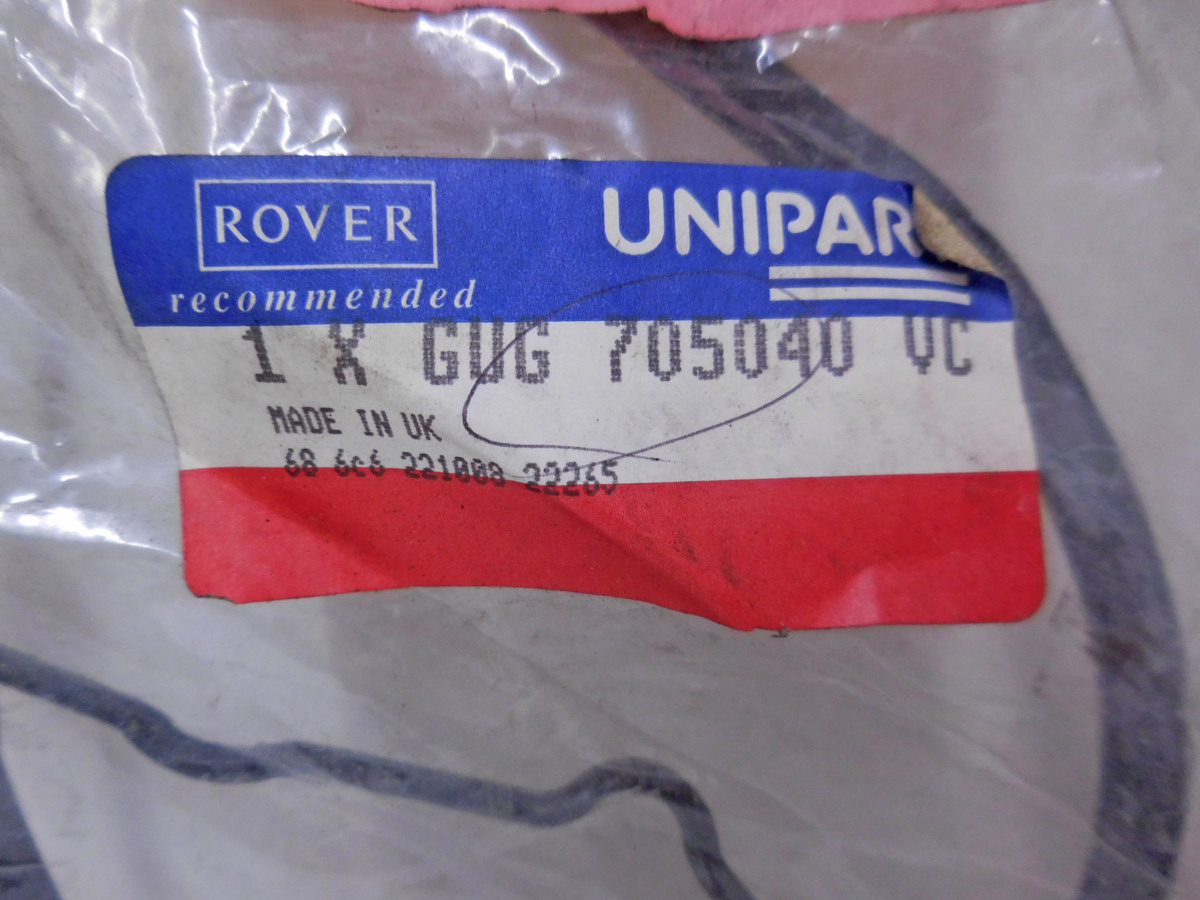 ROVER
recommended
UNIPAR
1 X GUG 705040 VC
MADE IN UK
68 6c6 221008 22265